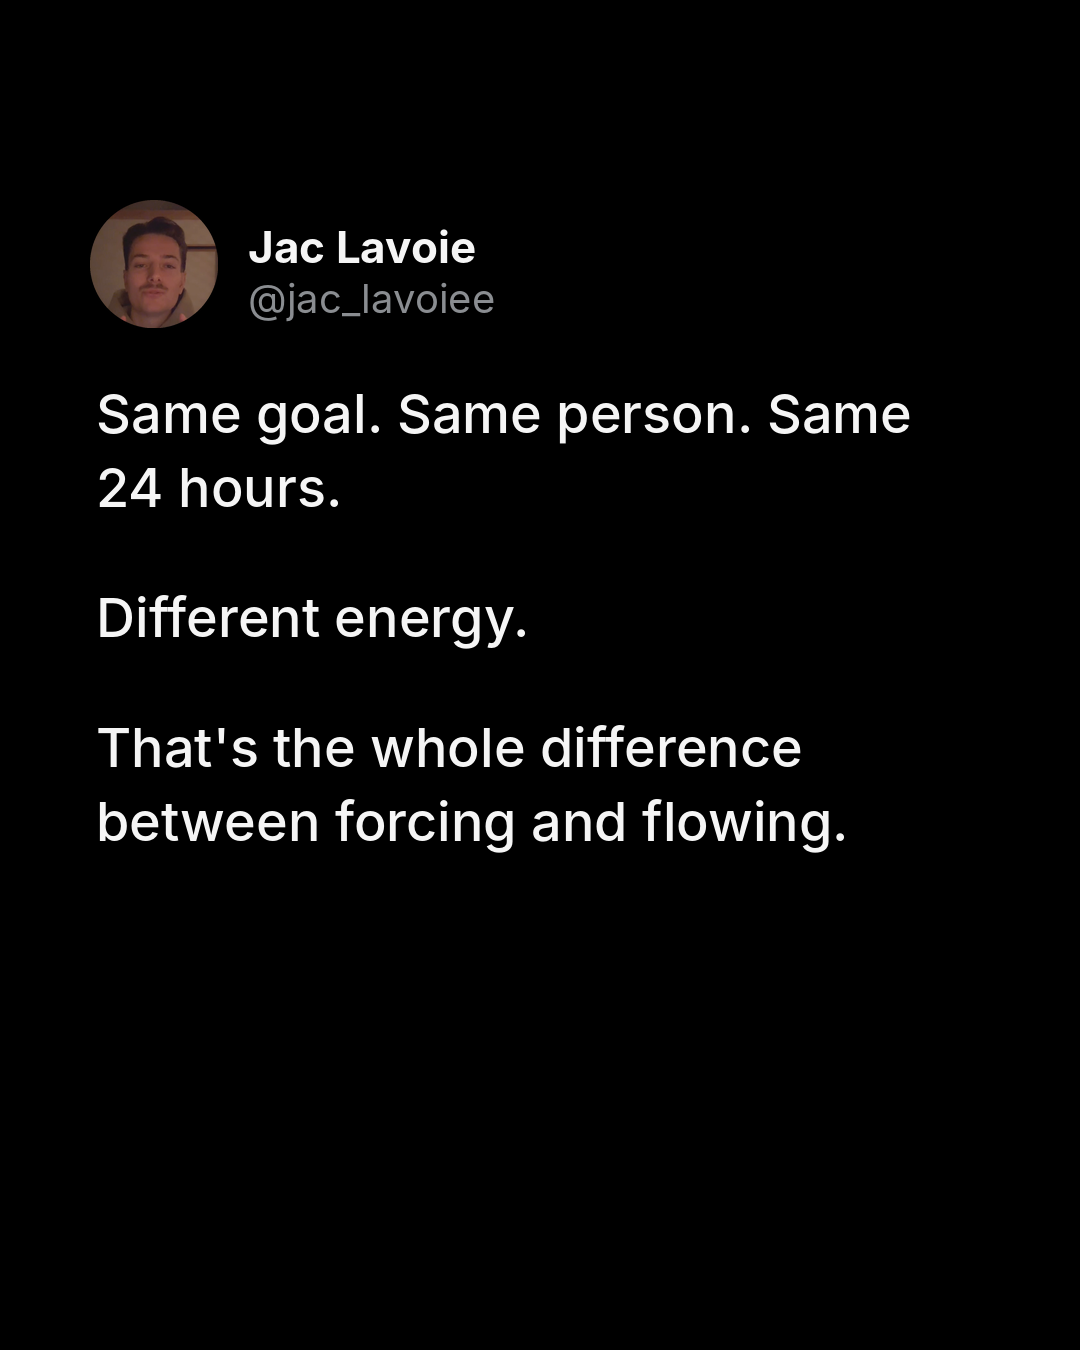 Jac Lavoie
@jac_lavoiee
Same goal. Same person. Same
24 hours.
Different energy.
That's the whole difference
between forcing and flowing.